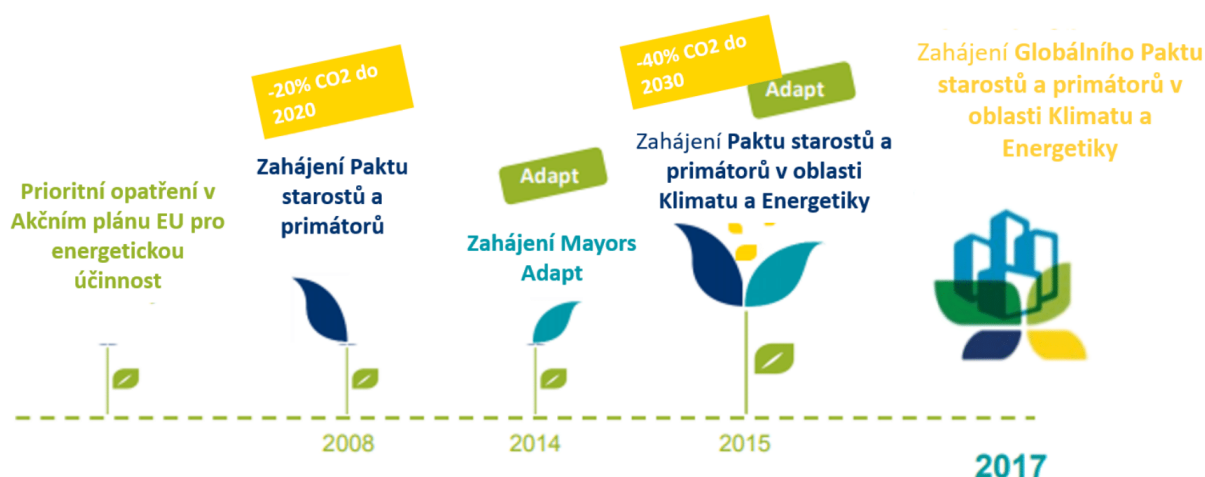 Prioritní opatření v
Akčním plánu EU pro
energetickou
účinnost
-20% CO2 do
2020
Zahájení Paktu
starostů a
primátorů
2008
Adapt
Zahájení Mayors
Adapt
2014
-40% CO2 do
2030
Adapt
Zahájení Paktu starostů a
primátorů v oblasti
Klimatu a Energetiky
2015
Zahájení Globálního Paktu
starostů a primátorů v
oblasti Klimatu a
Energetiky
2017